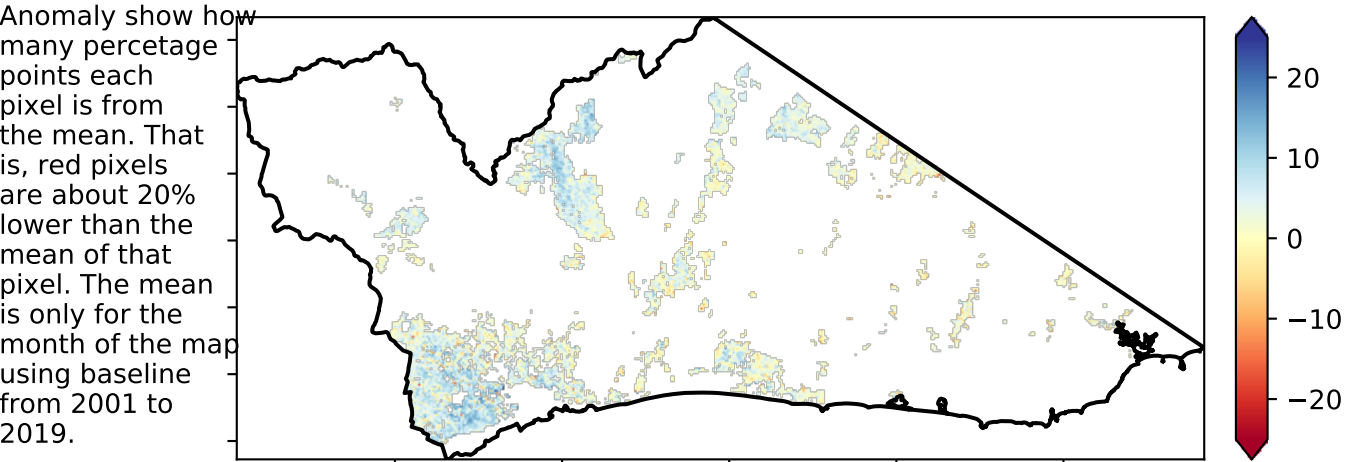 Anomaly show how
many percetage
points each
pixel is from
the mean. That
is, red pixels
are about 20%
lower than the
mean of that
pixel. The mean
is only for the
month of the map
using baseline
from 2001 to
2019.
20
10
0
−10
−20